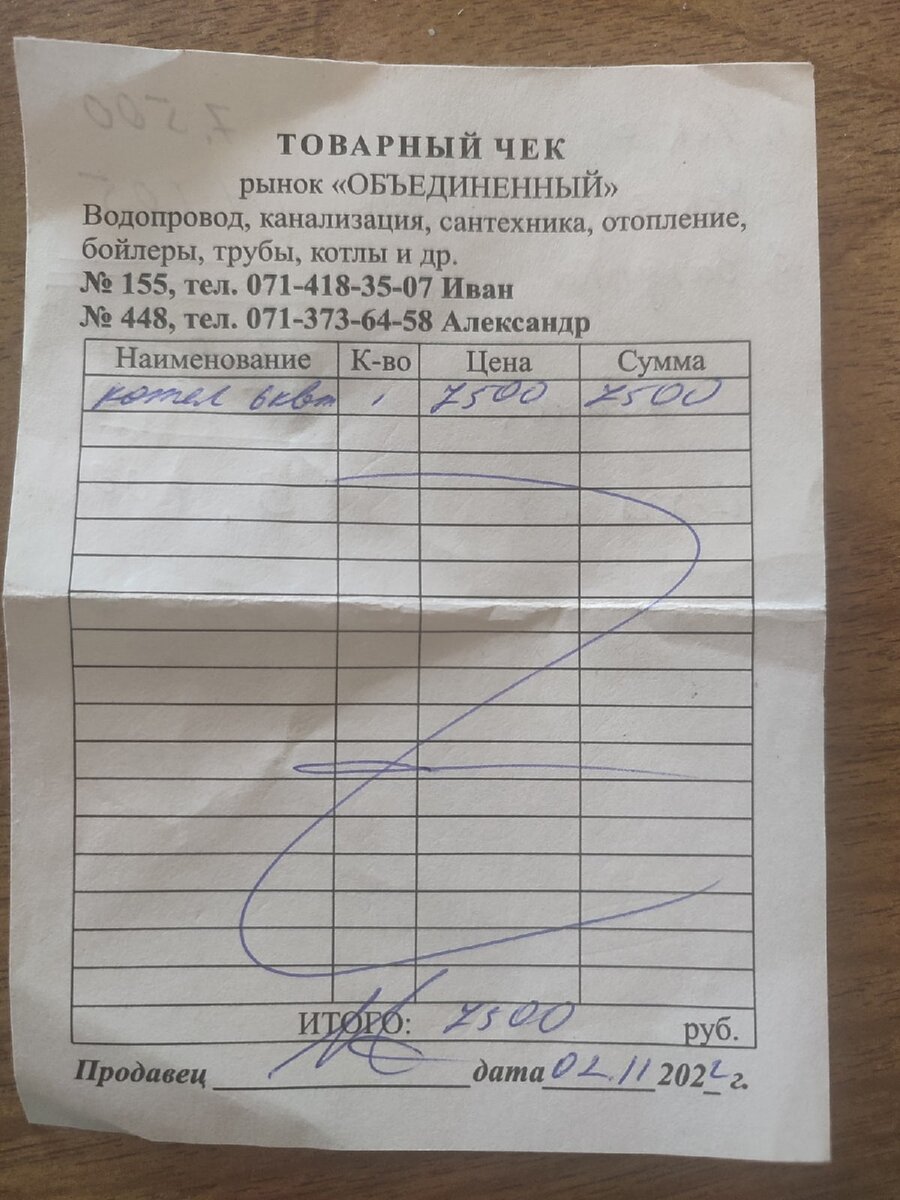 ТОВАРНЫЙ ЧЕК
рынок «ОБЪЕДИНЕННЫЙ»
Водопровод, канализация, сантехника, отопление,
бойлеры, трубы, котлы и др.
№ 155, тел. 071-418-35-07 Иван
№ 448, тел. 071-373-64-58 Александр
Наименование К-во Цена Сумма
котел 6квт 7500 7500
ИТОГО: 7500 руб.
Продавец дата 02.11 2022 г.